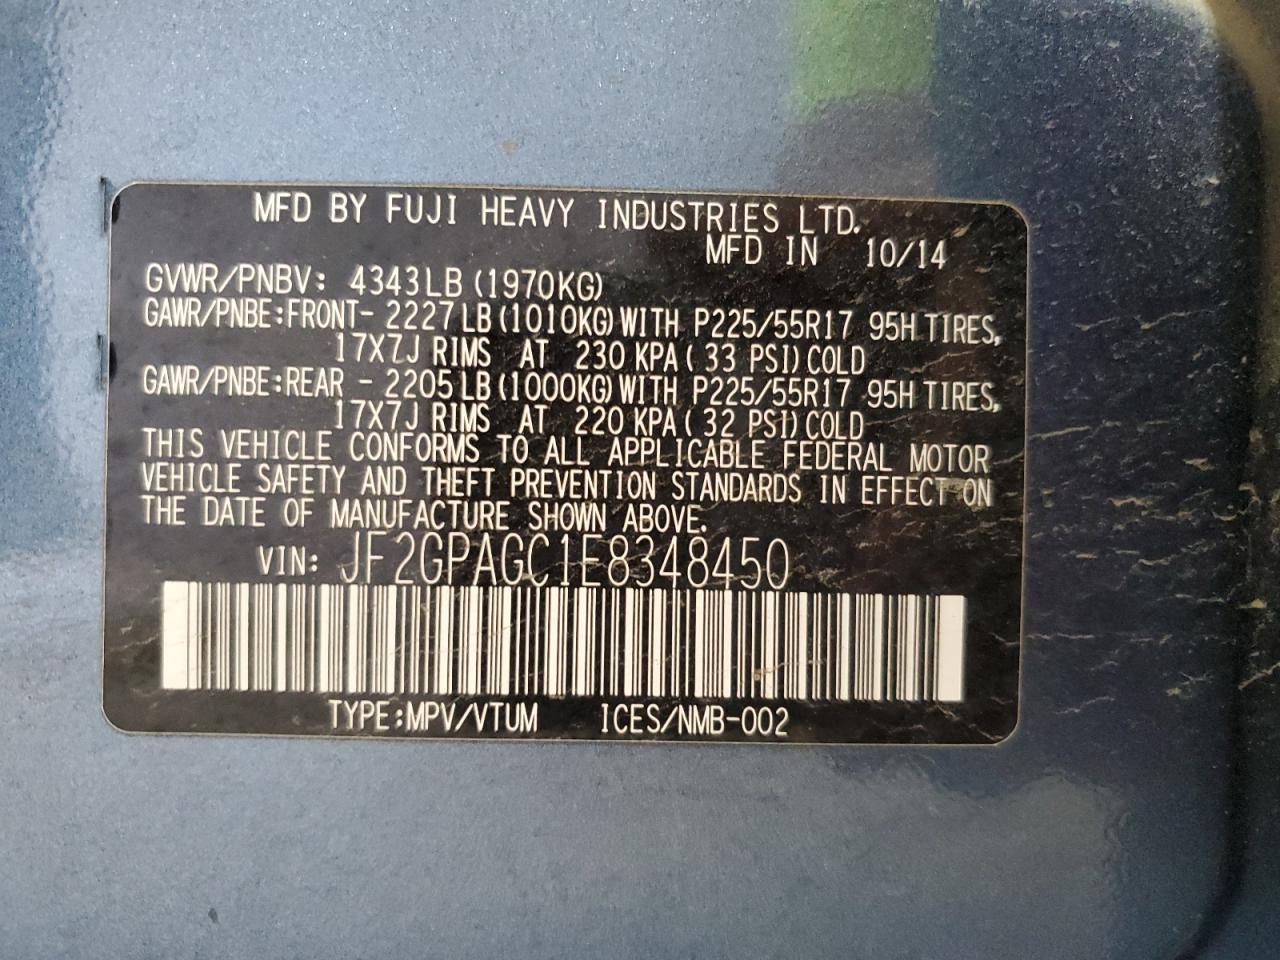 MFD BY FUJI HEAVY INDUSTRIES LTD.
MFD IN 10/14
GVWR/PNBV: 4343LB (1970KG)
GAWR/PNBE:FRONT- 2227 LB (1010KG) WITH P225/55R17 95H TIRES,
17X7J RIMS AT 230 KPA ( 33 PSI) COLD
GAWR/PNBE:REAR - 2205 LB (1000KG) WITH P225/55R17 95H TIRES,
17X7J RIMS AT 220 KPA ( 32 PSI) COLD
THIS VEHICLE CONFORMS TO ALL APPLICABLE FEDERAL MOTOR
VEHICLE SAFETY AND THEFT PREVENTION STANDARDS IN EFFECT ON
THE DATE OF MANUFACTURE SHOWN ABOVE.
VIN: JF2GPAGC1E8348450
TYPE:MPV/VTUM ICES/NMB-002